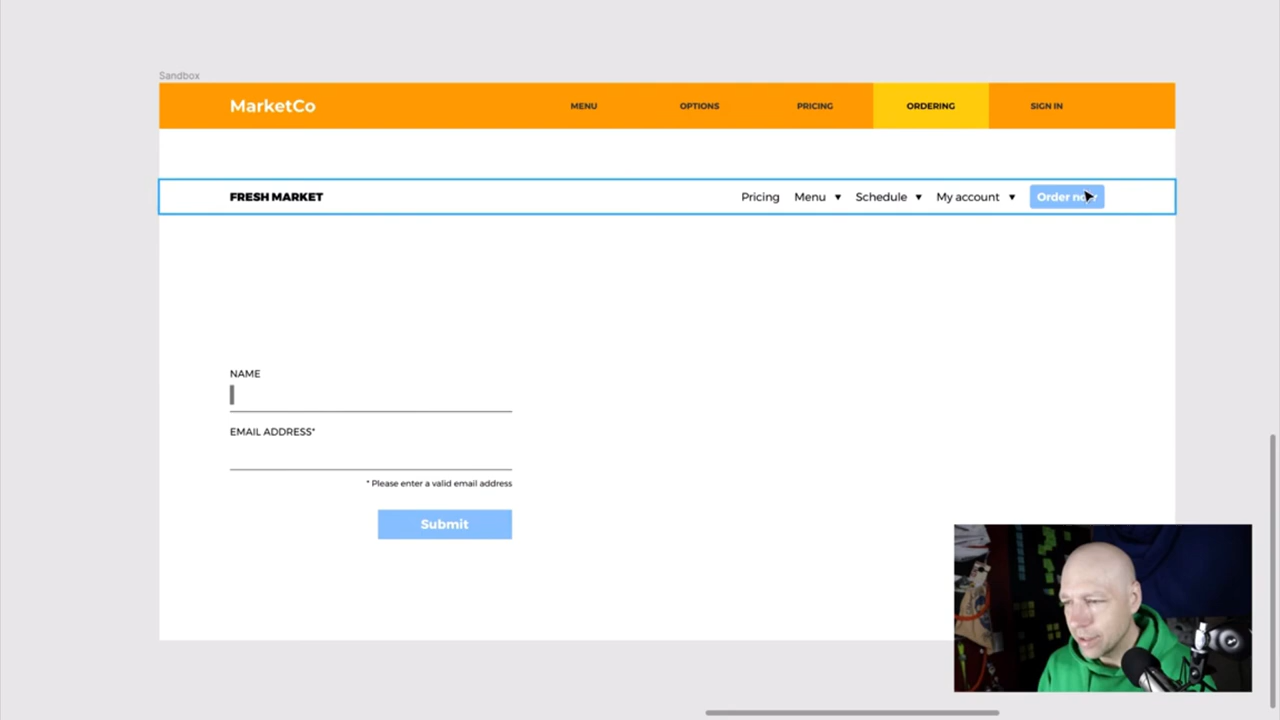 Sandbox
MarketCo MENU OPTIONS PRICING ORDERING SIGN IN
FRESH MARKET Pricing Menu ▼ Schedule ▼ My account ▼ Order
NAME
EMAIL ADDRESS*
* Please enter a valid email address
Submit